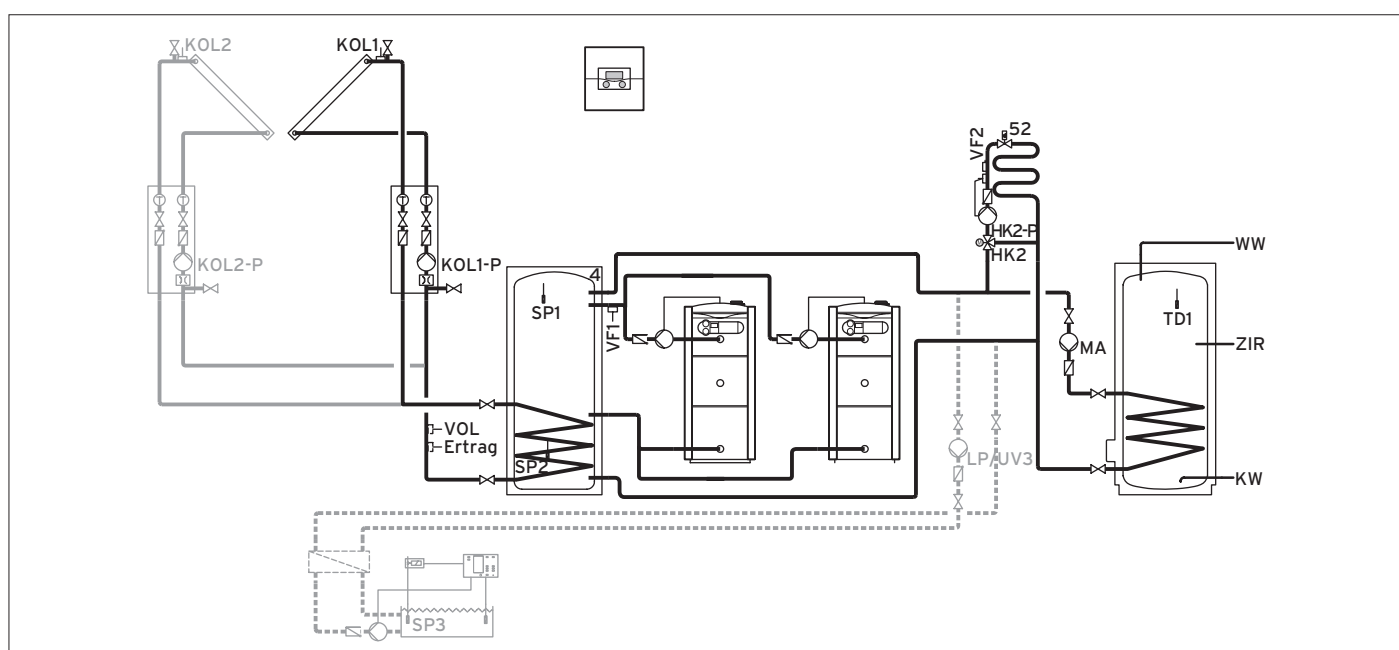 KOL2
KOL1
VF2
52
KOL2-P
KOL1-P
HK2-P
HK2
WW
4
SP1
VF1
TD1
MA
ZIR
VOL
Ertrag
SP2
LP/UV3
KW
SP3